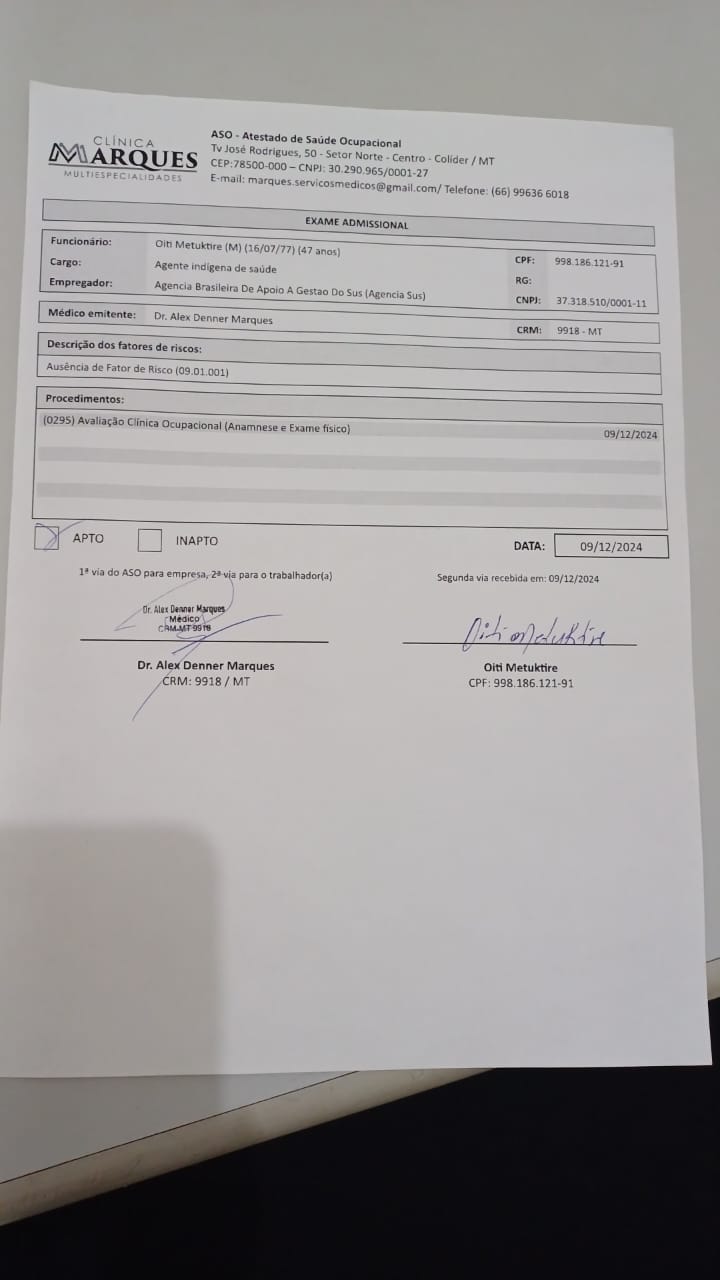 CLÍNICA
MARQUES
MULTIESPECIALIDADES
ASO - Atestado de Saúde Ocupacional
Tv José Rodrigues, 50 - Setor Norte - Centro - Colíder / MT
CEP:78500-000 – CNPJ: 30.290.965/0001-27
E-mail: marques.servicosmedicos@gmail.com/ Telefone: (66) 99636 6018
EXAME ADMISSIONAL
Funcionário: Oiti Metuktire (M) (16/07/77) (47 anos) CPF: 998.186.121-91
Cargo: Agente indígena de saúde RG:
Empregador: Agencia Brasileira De Apoio A Gestao Do Sus (Agencia Sus) CNPJ: 37.318.510/0001-11
Médico emitente: Dr. Alex Denner Marques CRM: 9918 - MT
Descrição dos fatores de riscos:
Ausência de Fator de Risco (09.01.001)
Procedimentos:
(0295) Avaliação Clínica Ocupacional (Anamnese e Exame físico) 09/12/2024
APTO INAPTO DATA: 09/12/2024
1ª via do ASO para empresa, 2ª via para o trabalhador(a) Segunda via recebida em: 09/12/2024
Dr. Alex Denner Marques
Médico
CRM-MT 9918
Oiti Metuktire
Dr. Alex Denner Marques
CRM: 9918 / MT
Oiti Metuktire
CPF: 998.186.121-91